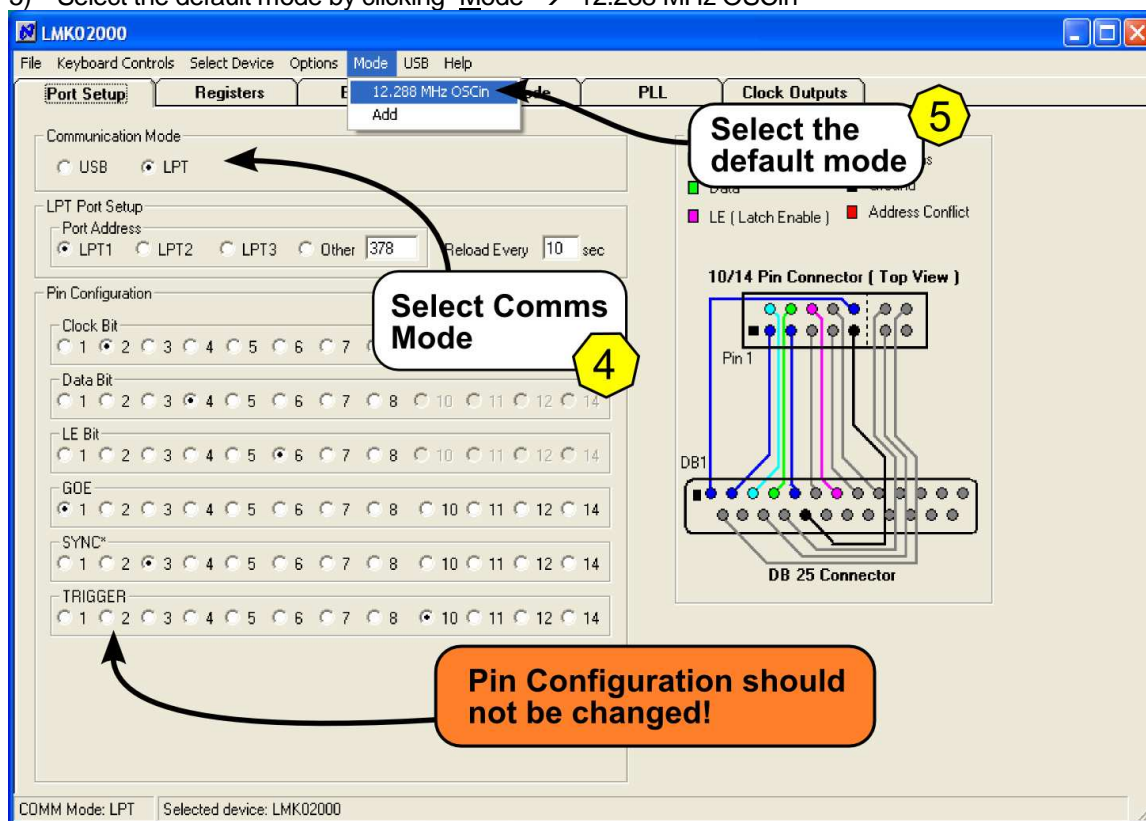 5) Select the default mode by clicking "Mode" → "12.288 MHz OSCin"
LMK02000
File Keyboard Controls Select Device Options Mode USB Help
Port Setup Registers PLL Clock Outputs
12.288 MHz OSCin
Add
Select the
default mode
5
Communication Mode
USB LPT
Data Ground
LE ( Latch Enable ) Address Conflict
LPT Port Setup
Port Address
LPT1 LPT2 LPT3 Other 378 Reload Every 10 sec
10/14 Pin Connector ( Top View )
Pin 1
Select Comms
Mode
4
Pin Configuration
Clock Bit
1 2 3 4 5 6 7
Data Bit
1 2 3 4 5 6 7 8 10 11 12 14
LE Bit
1 2 3 4 5 6 7 8 10 11 12 14
GOE
1 2 3 4 5 6 7 8 10 11 12 14
SYNC*
1 2 3 4 5 6 7 8 10 11 12 14
TRIGGER
1 2 3 4 5 6 7 8 10 11 12 14
DB1
DB 25 Connector
Pin Configuration should
not be changed!
COMM Mode: LPT Selected device: LMK02000